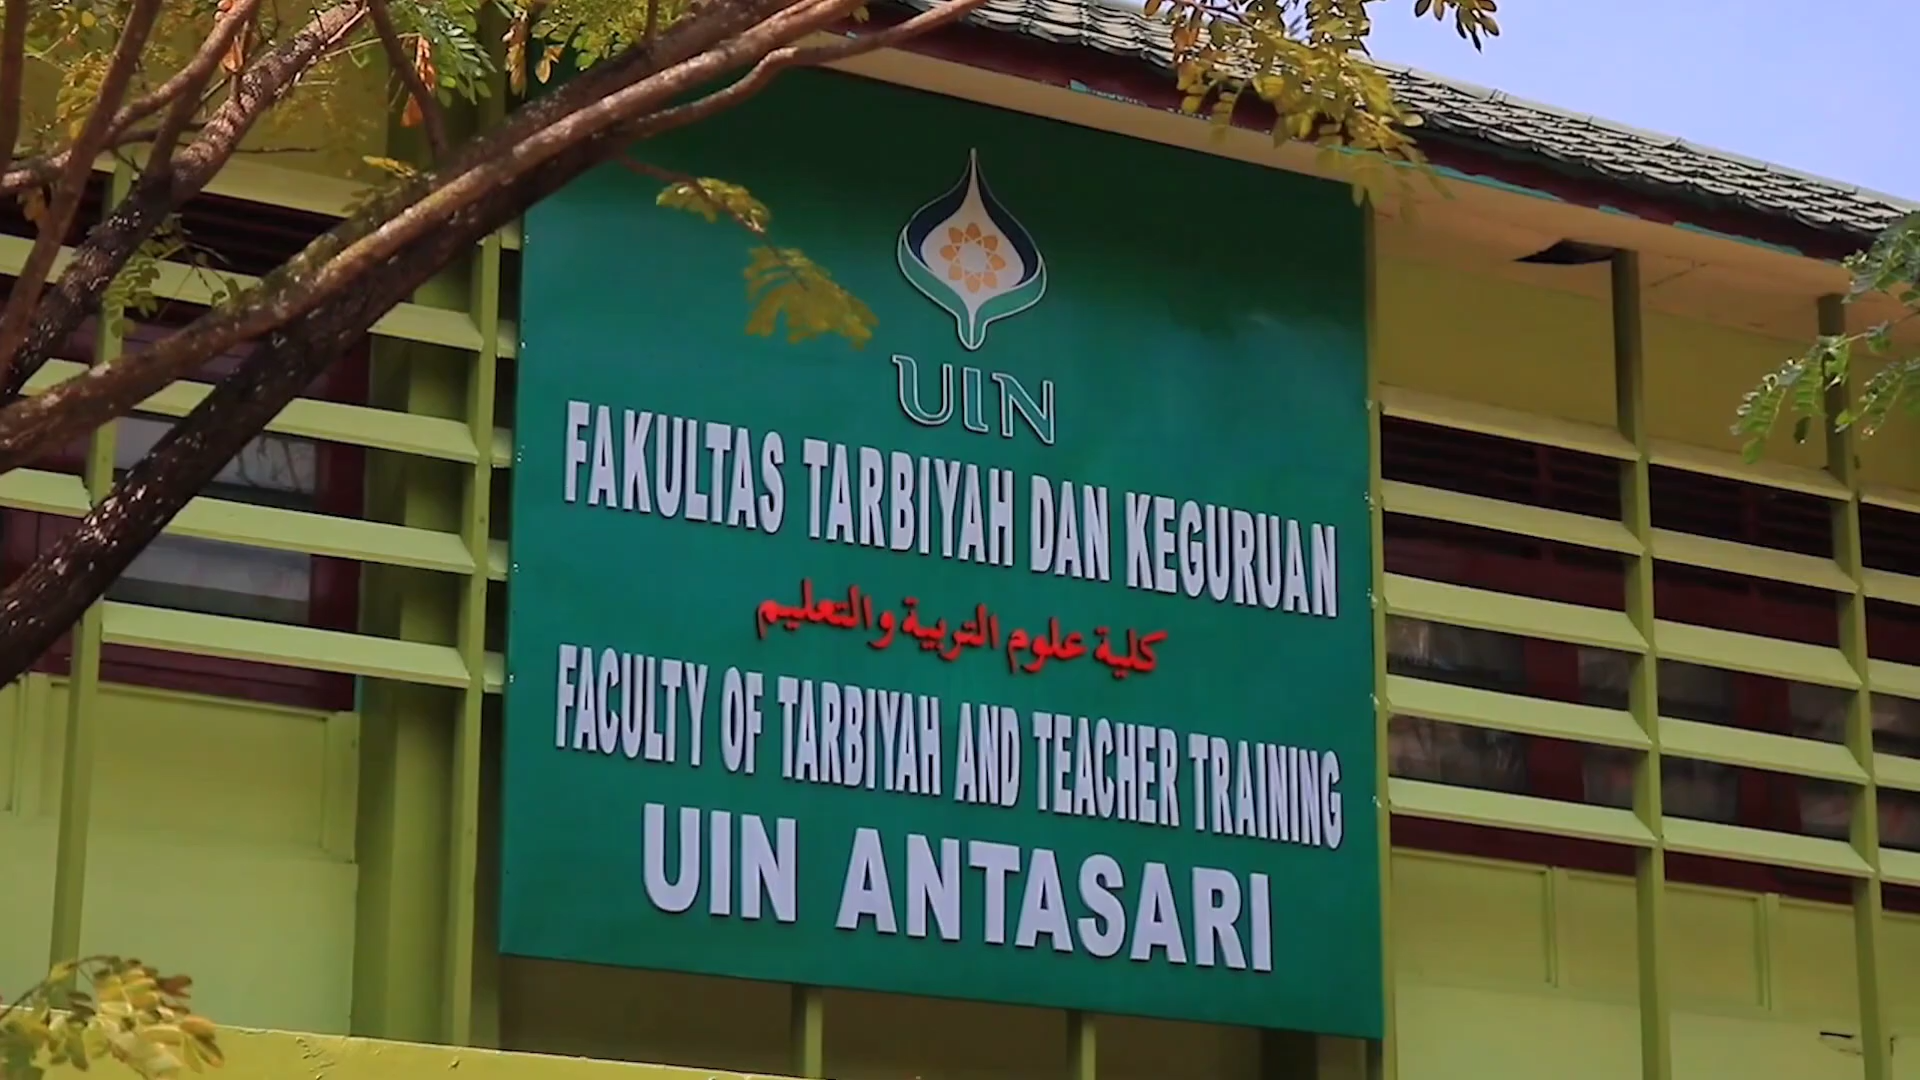 UIN
FAKULTAS TARBIYAH DAN KEGURUAN
كلية علوم التربية والتعليم
FACULTY OF TARBIYAH AND TEACHER TRAINING
UIN ANTASARI